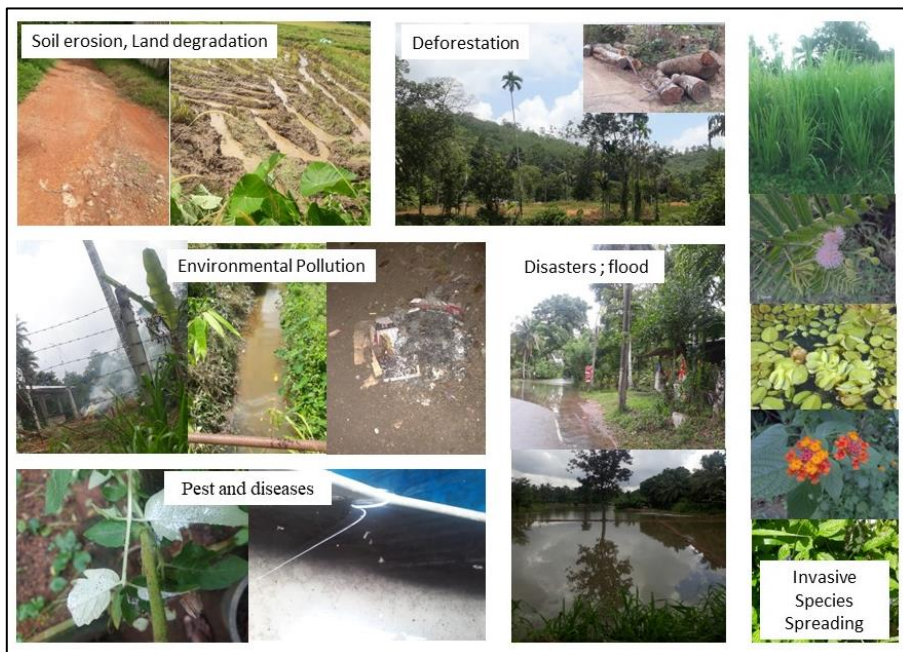 Soil erosion, Land degradation
Deforestation
Environmental Pollution
Disasters ; flood
Pest and diseases
Invasive
Species
Spreading